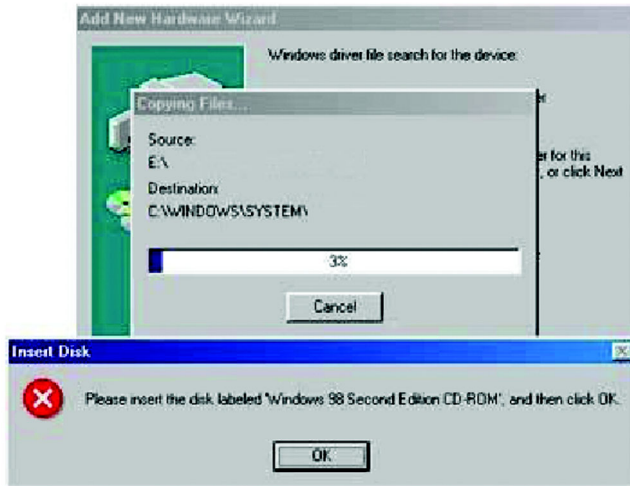 Add New Hardware Wizard
Windows driver file search for the device:
Copying Files...
Source:
E:\
Destination:
C:\WINDOWS\SYSTEM\
er for this
, or click Next
3%
Cancel
Insert Disk
Please insert the disk labeled 'Windows 98 Second Edition CD-ROM', and then click OK.
OK